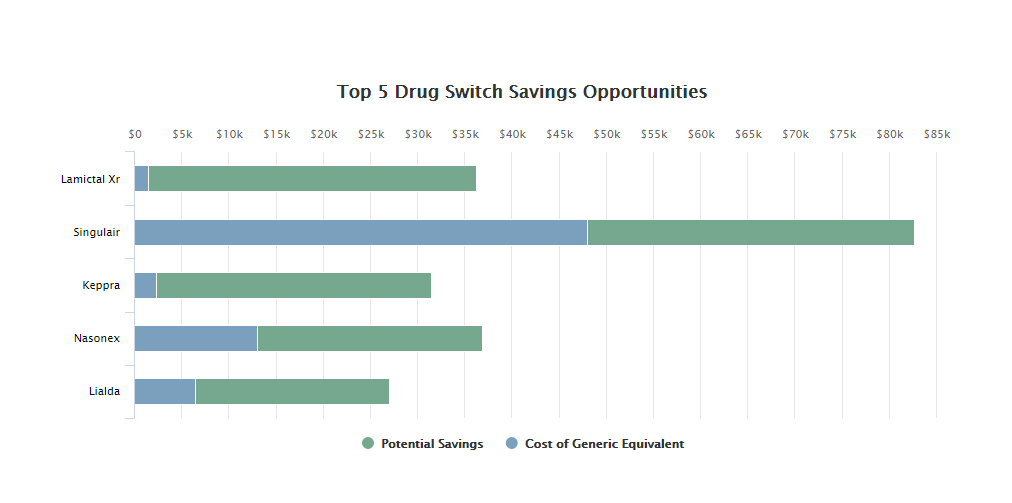 Top 5 Drug Switch Savings Opportunities
$0 $5k $10k $15k $20k $25k $30k $35k $40k $45k $50k $55k $60k $65k $70k $75k $80k $85k
Lamictal Xr
Singulair
Keppra
Nasonex
Lialda
Potential Savings Cost of Generic Equivalent